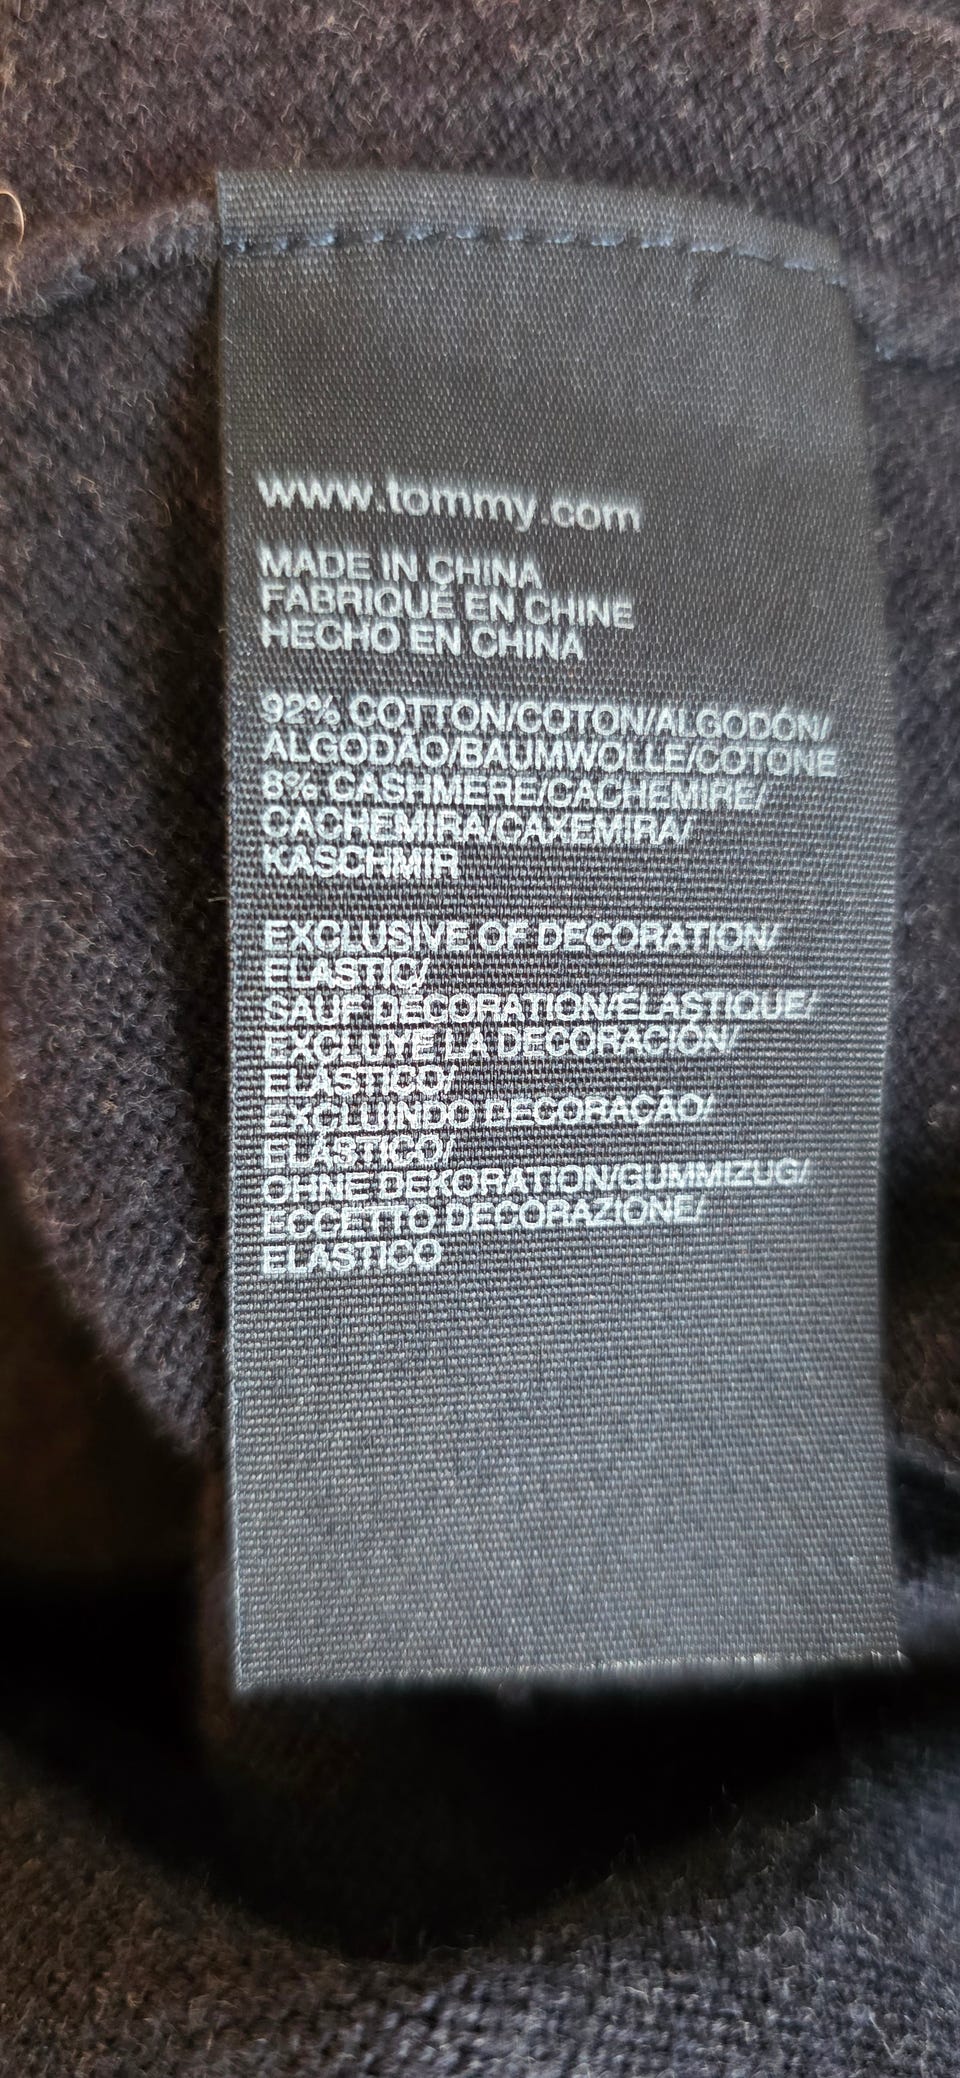 www.tommy.com
MADE IN CHINA
FABRIQUÉ EN CHINE
HECHO EN CHINA
92% COTTON/COTON/ALGODÓN/
ALGODÃO/BAUMWOLLE/COTONE
8% CASHMERE/CACHEMIRE/
CACHEMIRA/CAXEMIRA/
KASCHMIR
EXCLUSIVE OF DECORATION/
ELASTIC/
SAUF DÉCORATION/ÉLASTIQUE/
EXCLUYE LA DECORACIÓN/
ELÁSTICO/
EXCLUINDO DECORAÇÃO/
ELÁSTICO/
OHNE DEKORATION/GUMMIZUG/
ECCETTO DECORAZIONE/
ELASTICO